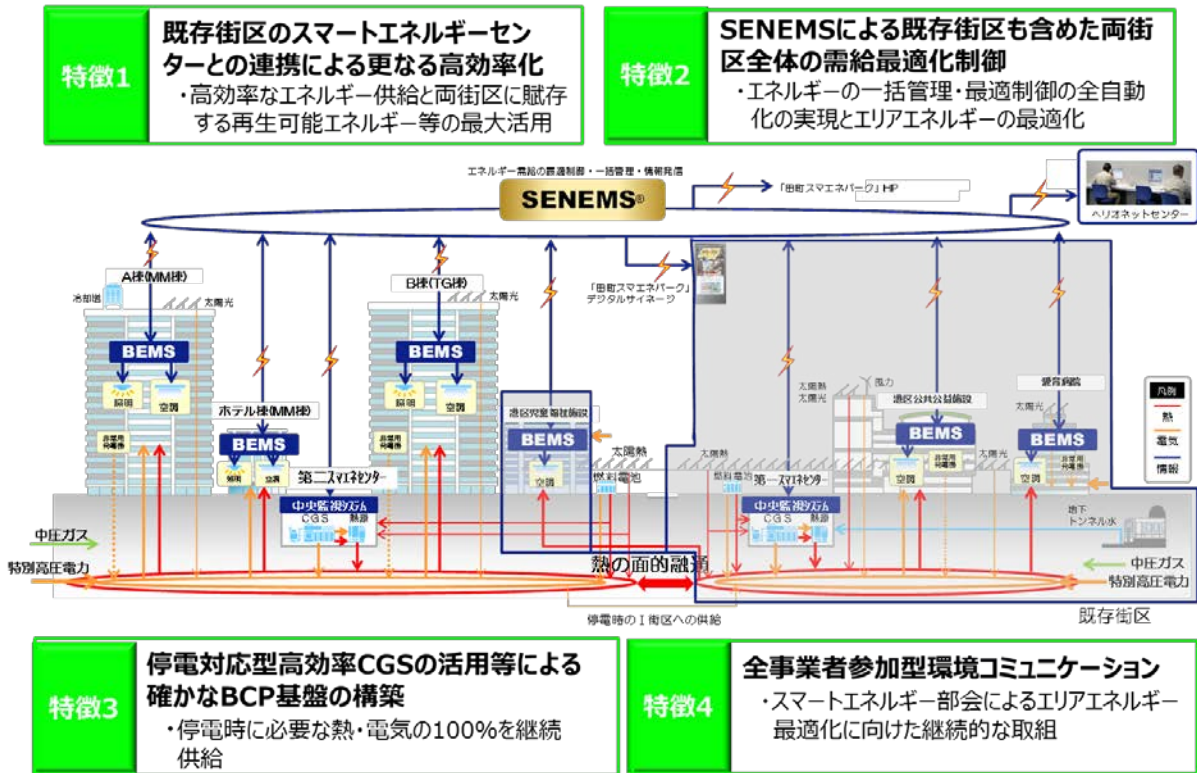 特徴1
既存街区のスマートエネルギーセン
ターとの連携による更なる高効率化
・高効率なエネルギー供給と両街区に賦存
する再生可能エネルギー等の最大活用
特徴2
SENEMSによる既存街区も含めた両街
区全体の需給最適化制御
・エネルギーの一括管理・最適制御の全自動
化の実現とエリアエネルギーの最適化
エネルギー需給の最適制御・一括管理・情報発信
SENEMS®
「田町スマエネパーク」HP
ヘリオネットセンター
「田町スマエネパーク」
デジタルサイネージ
A棟(MM棟)
冷却塔
太陽光
BEMS
照明
空調
非常用
発電機
ホテル棟(MM棟)
BEMS
照明
空調
B棟(TG棟)
太陽光
BEMS
照明
空調
非常用
発電機
第二スマエネセンター
中央監視システム
CGS
熱源
港区児童福祉施設
BEMS
空調
太陽熱
燃料電池
太陽熱
燃料電池
第一スマエネセンター
中央監視システム
CGS
熱源
太陽熱
太陽光
風力
港区公共公益施設
BEMS
空調
非常用
発電機
太陽光
愛育病院
太陽光
BEMS
空調
非常用
発電機
凡例
熱
電気
情報
地下
トンネル水
中圧ガス
特別高圧電力
熱の面的融通
中圧ガス
特別高圧電力
停電時のⅠ街区への供給
既存街区
特徴3
停電対応型高効率CGSの活用等による
確かなBCP基盤の構築
・停電時に必要な熱・電気の100%を継続
供給
特徴4
全事業者参加型環境コミュニケーション
・スマートエネルギー部会によるエリアエネルギー
最適化に向けた継続的な取組